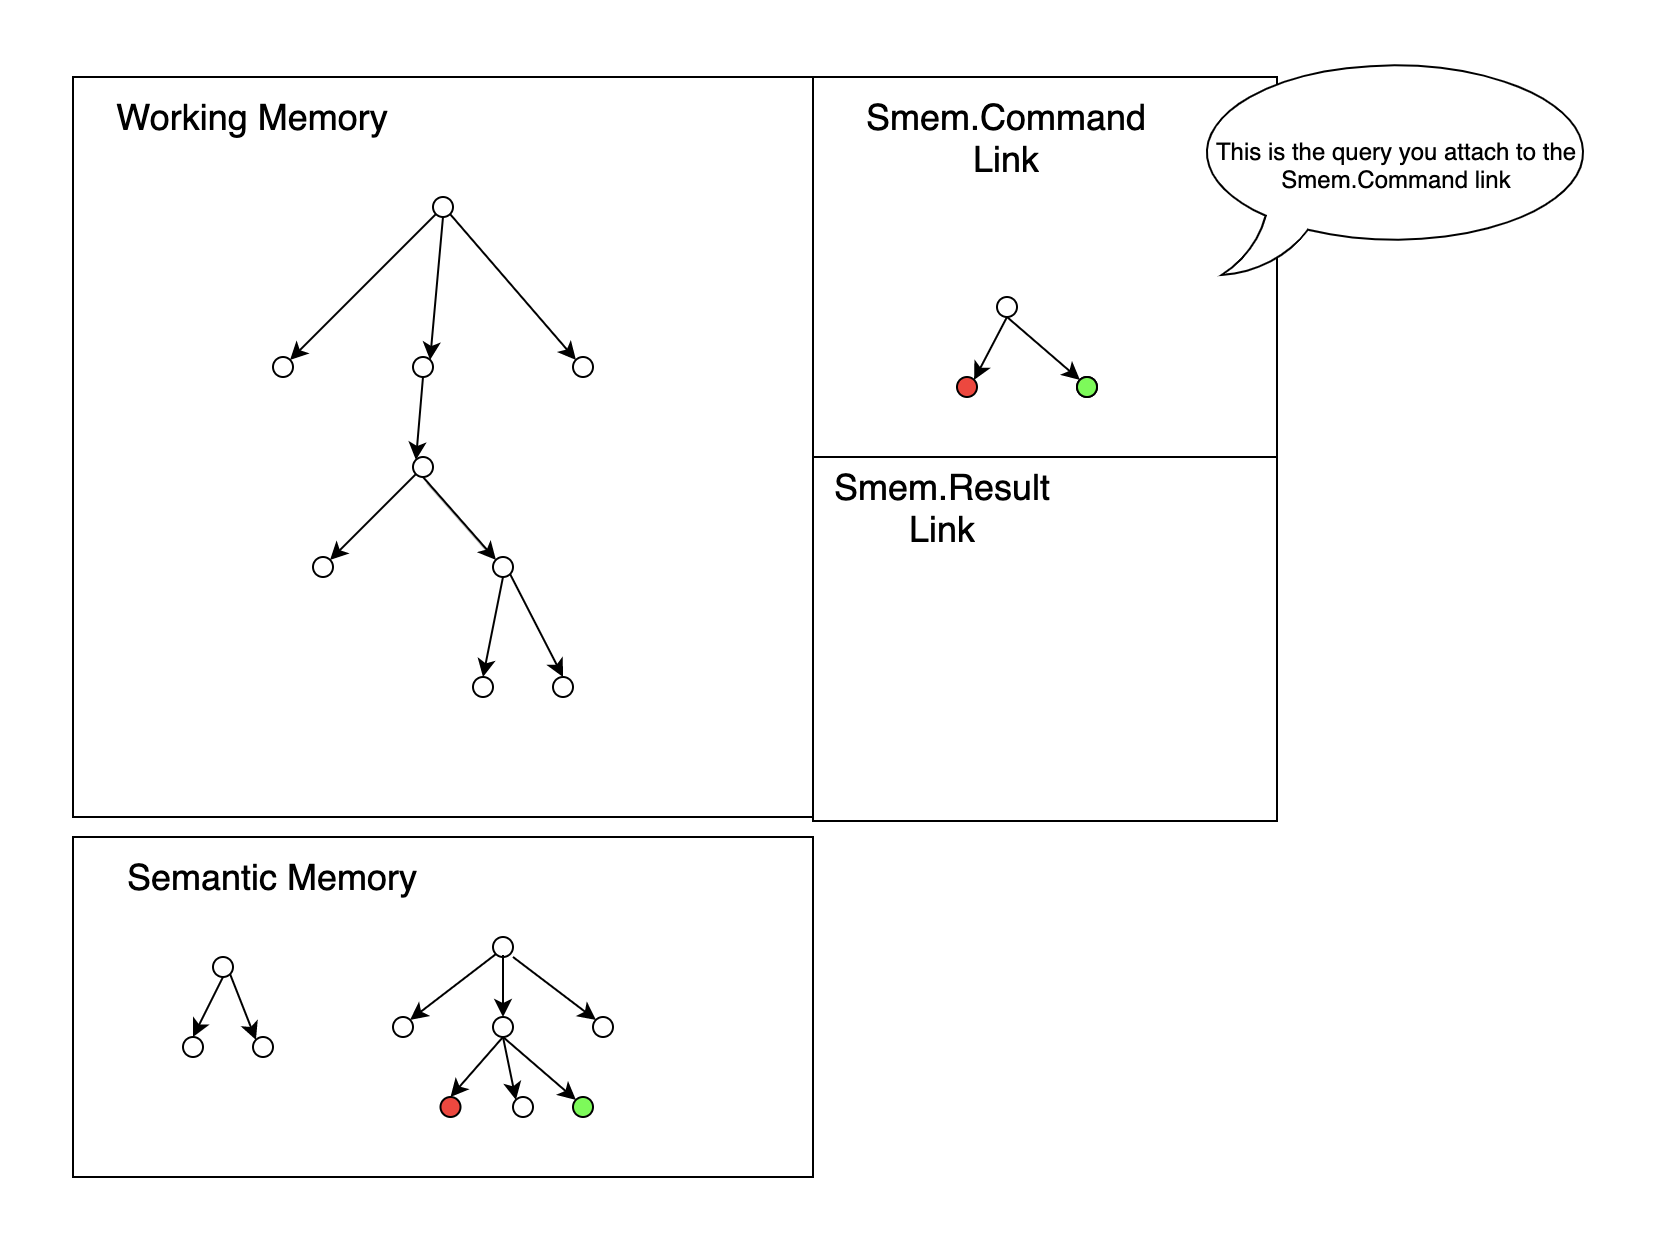 Working Memory
Smem.Command
Link
This is the query you attach to the
Smem.Command link
Smem.Result
Link
Semantic Memory